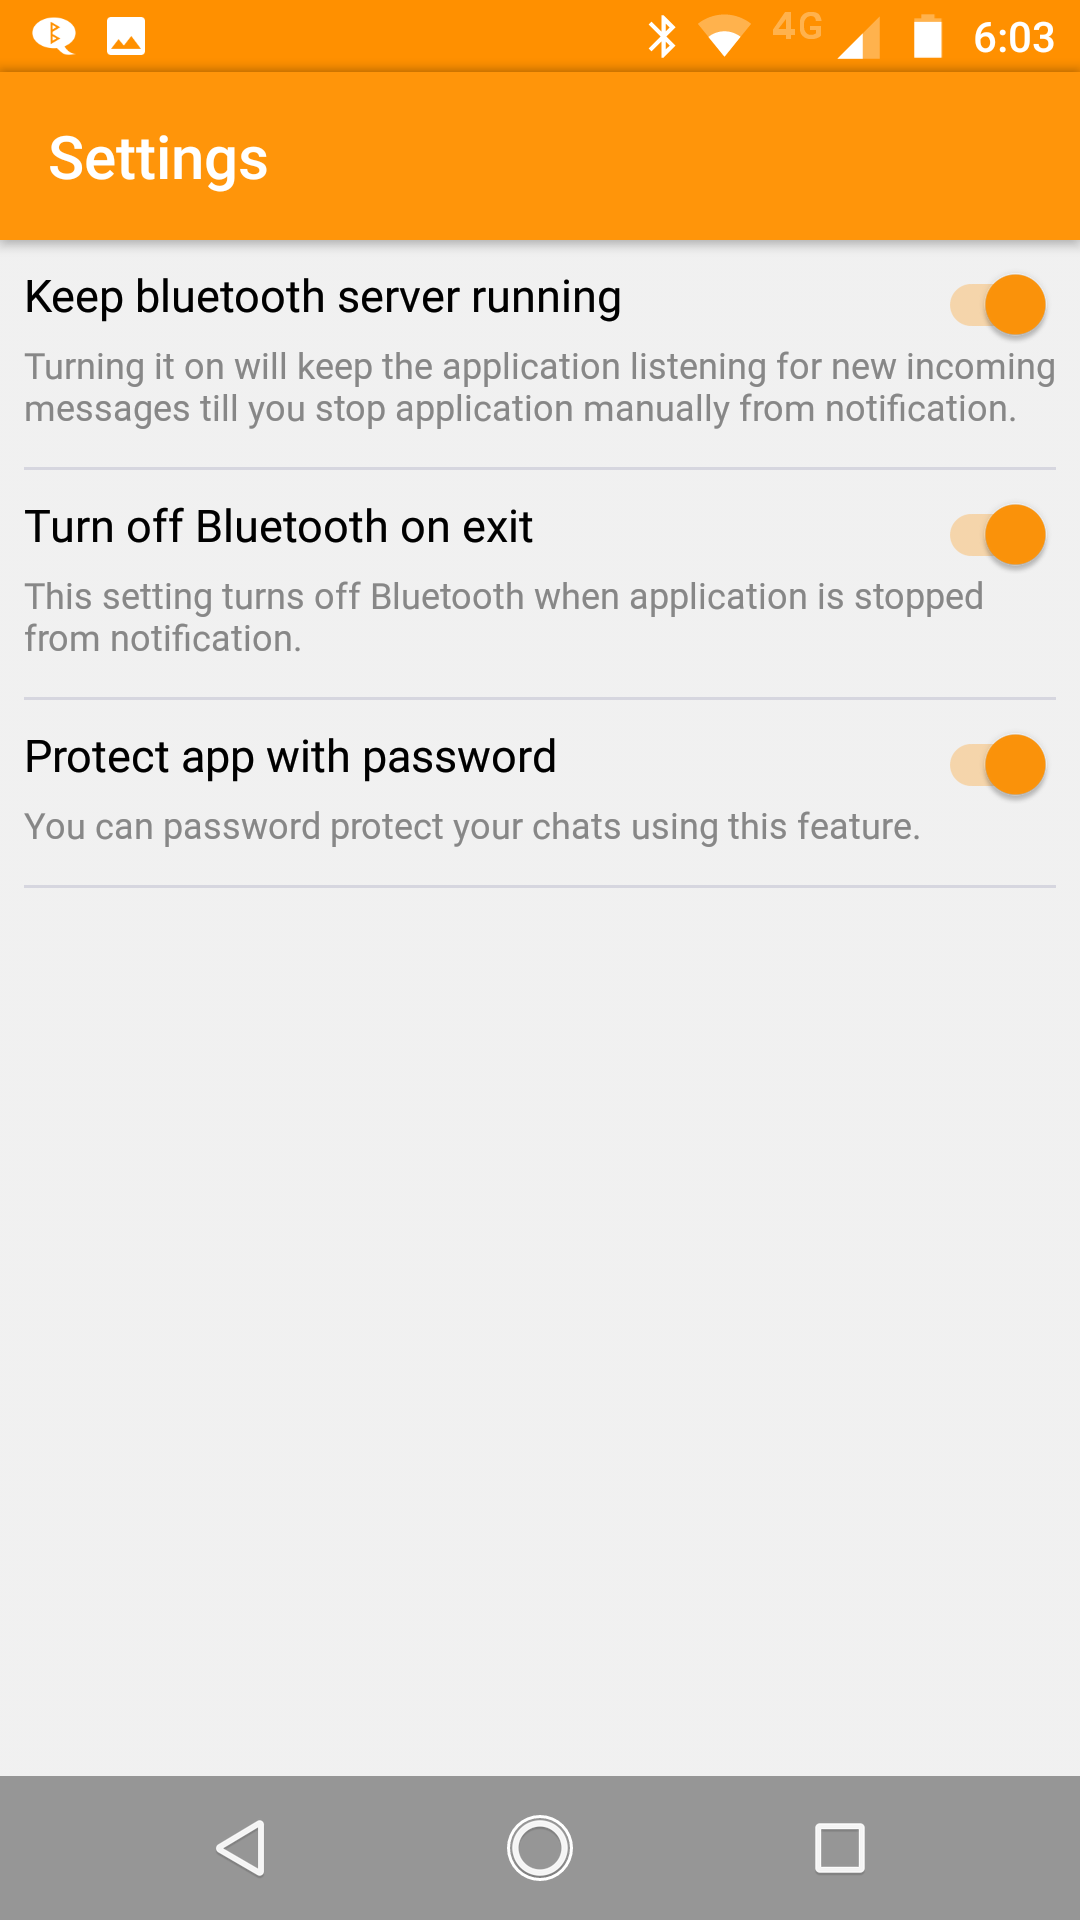 4G 6:03
Settings
Keep bluetooth server running
Turning it on will keep the application listening for new incoming
messages till you stop application manually from notification.
Turn off Bluetooth on exit
This setting turns off Bluetooth when application is stopped
from notification.
Protect app with password
You can password protect your chats using this feature.